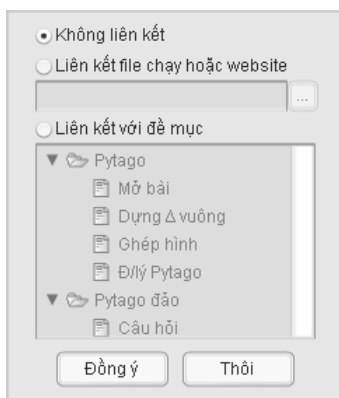 Không liên kết
Liên kết file chạy hoặc website
...
Liên kết với đề mục
Pytago
Mở bài
Dựng Δ vuông
Ghép hình
Đ/lý Pytago
Pytago đảo
Câu hỏi
Đồng ý
Thôi